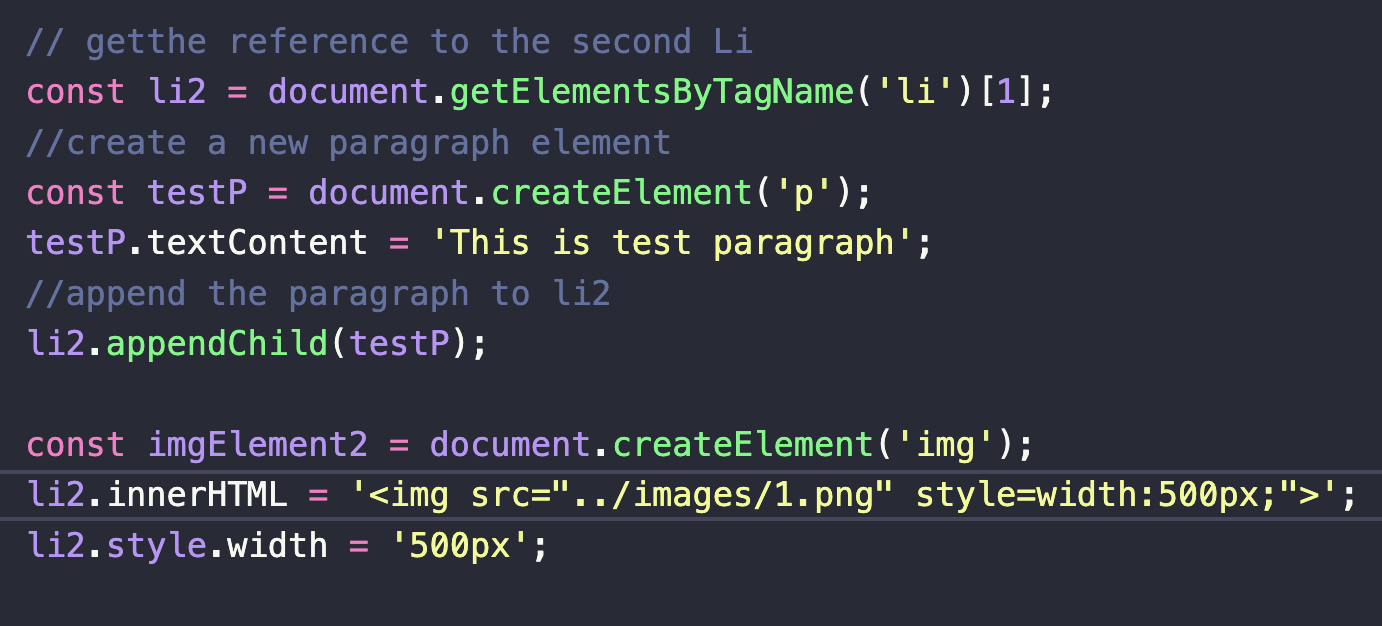 // getthe reference to the second Li
const li2 = document.getElementsByTagName('li')[1];
//create a new paragraph element
const testP = document.createElement('p');
testP.textContent = 'This is test paragraph';
//append the paragraph to li2
li2.appendChild(testP);
const imgElement2 = document.createElement('img');
li2.innerHTML = '<img src="../images/1.png" style=width:500px;">';
li2.style.width = '500px';